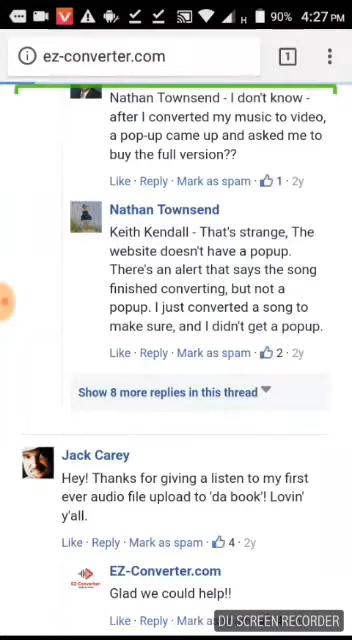 H 90% 4:27 PM
ez-converter.com 1
Nathan Townsend - I don't know -
after I converted my music to video,
a pop-up came up and asked me to
buy the full version??
Like · Reply · Mark as spam · 1 · 2y
Nathan Townsend
Keith Kendall - That's strange, The
website doesn't have a popup.
There's an alert that says the song
finished converting, but not a
popup. I just converted a song to
make sure, and I didn't get a popup.
Like · Reply · Mark as spam · 2 · 2y
Show 8 more replies in this thread
Jack Carey
Hey! Thanks for giving a listen to my first
ever audio file upload to 'da book'! Lovin'
y'all.
Like · Reply · Mark as spam · 4 · 2y
EZ-Converter.com
Glad we could help!!
Like · Reply · Mark as
DU SCREEN RECORDER